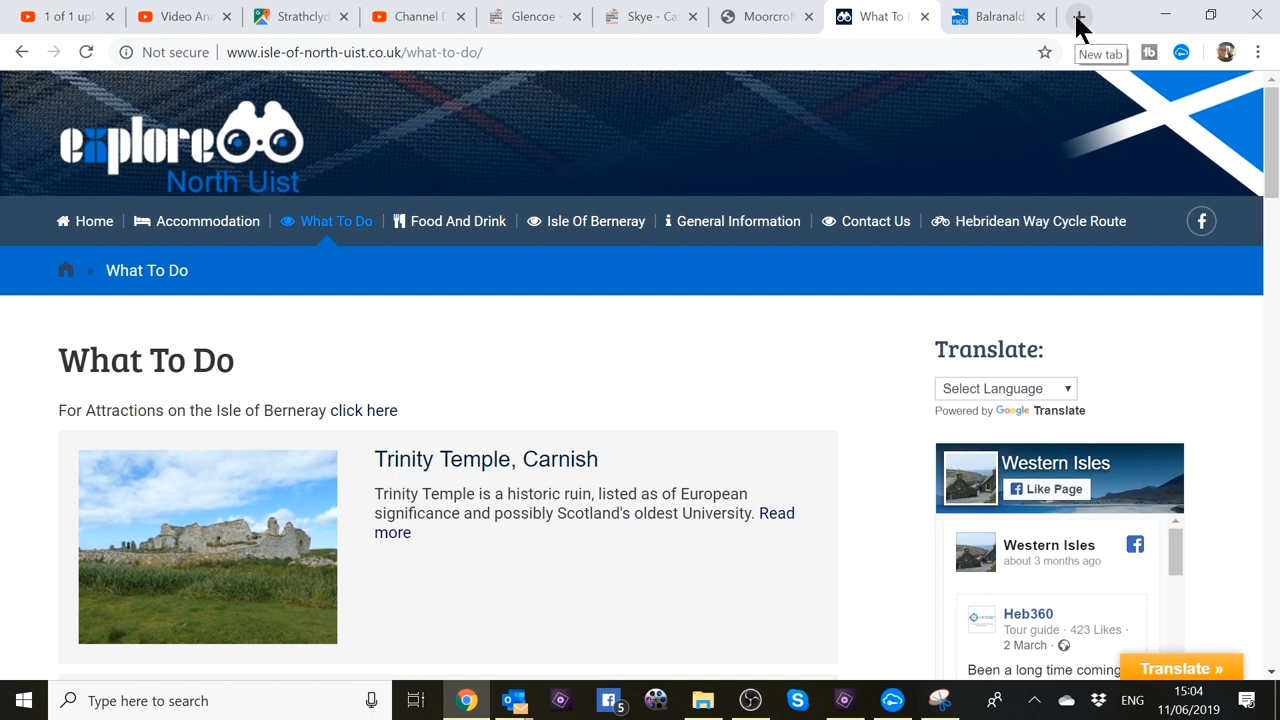 1 of 1 upl
Video Ana
Strathclyd
Channel D
Glencoe -
Skye - Ca
Moorcrof
What To D
rspb
Balranald
Not secure
www.isle-of-north-uist.co.uk/what-to-do/
New tab
explore
North Uist
Home
Accommodation
What To Do
Food And Drink
Isle Of Berneray
General Information
Contact Us
Hebridean Way Cycle Route
» What To Do
What To Do
For Attractions on the Isle of Berneray click here
Trinity Temple, Carnish
Trinity Temple is a historic ruin, listed as of European
significance and possibly Scotland's oldest University. Read
more
Translate:
Select Language
Powered by Google Translate
Western Isles
Like Page
Western Isles
about 3 months ago
Heb360
Tour guide · 423 Likes ·
2 March ·
Been a long time coming
Translate »
Type here to search
5
ENG
15:04
11/06/2019